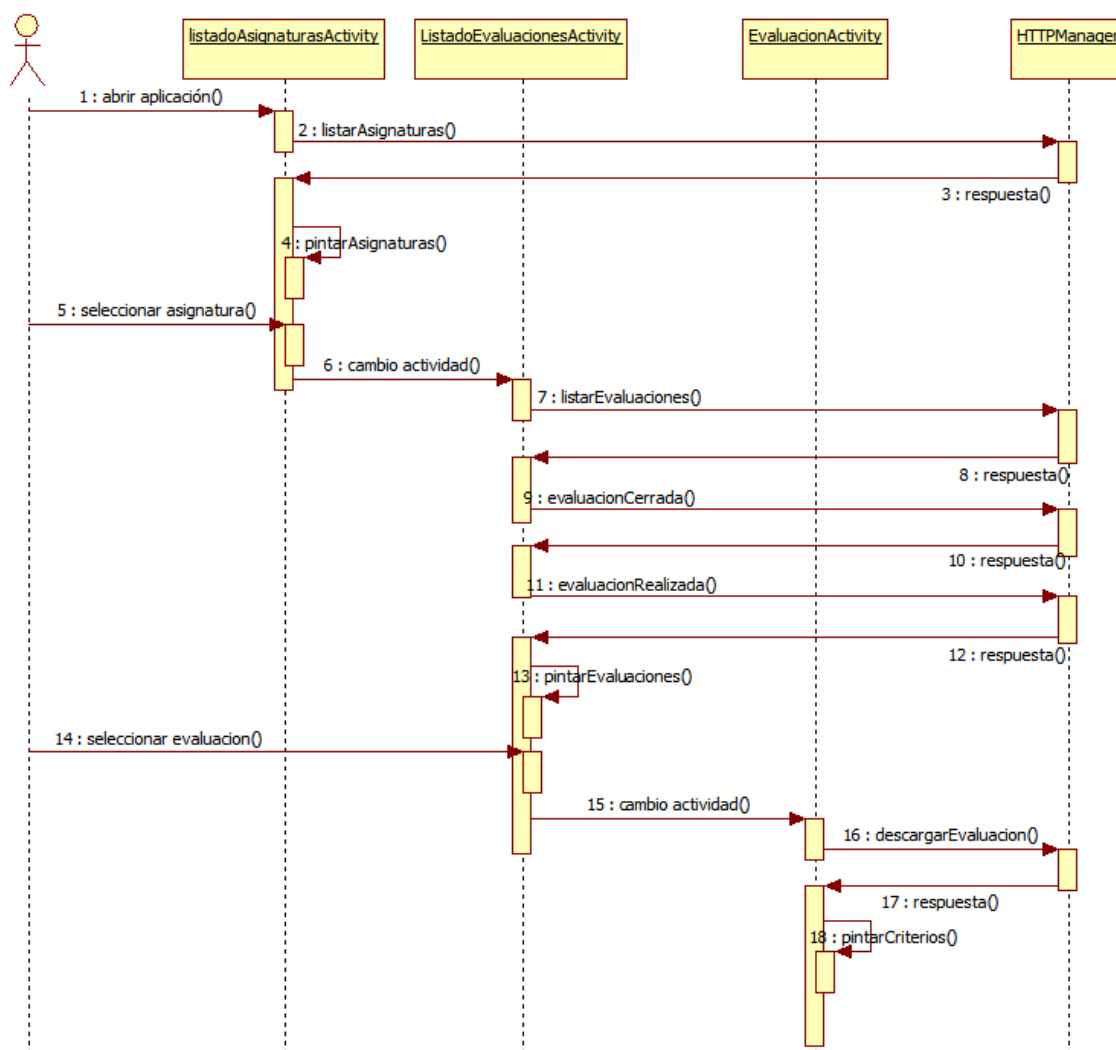 listadoAsignaturasActivity
ListadoEvaluacionesActivity
EvaluacionActivity
HTTPManager
1 : abrir aplicación()
2 : listarAsignaturas()
3 : respuesta()
4 : pintarAsignaturas()
5 : seleccionar asignatura()
6 : cambio actividad()
7 : listarEvaluaciones()
8 : respuesta()
9 : evaluacionCerrada()
10 : respuesta()
11 : evaluacionRealizada()
12 : respuesta()
13 : pintarEvaluaciones()
14 : seleccionar evaluacion()
15 : cambio actividad()
16 : descargarEvaluacion()
17 : respuesta()
18 : pintarCriterios()